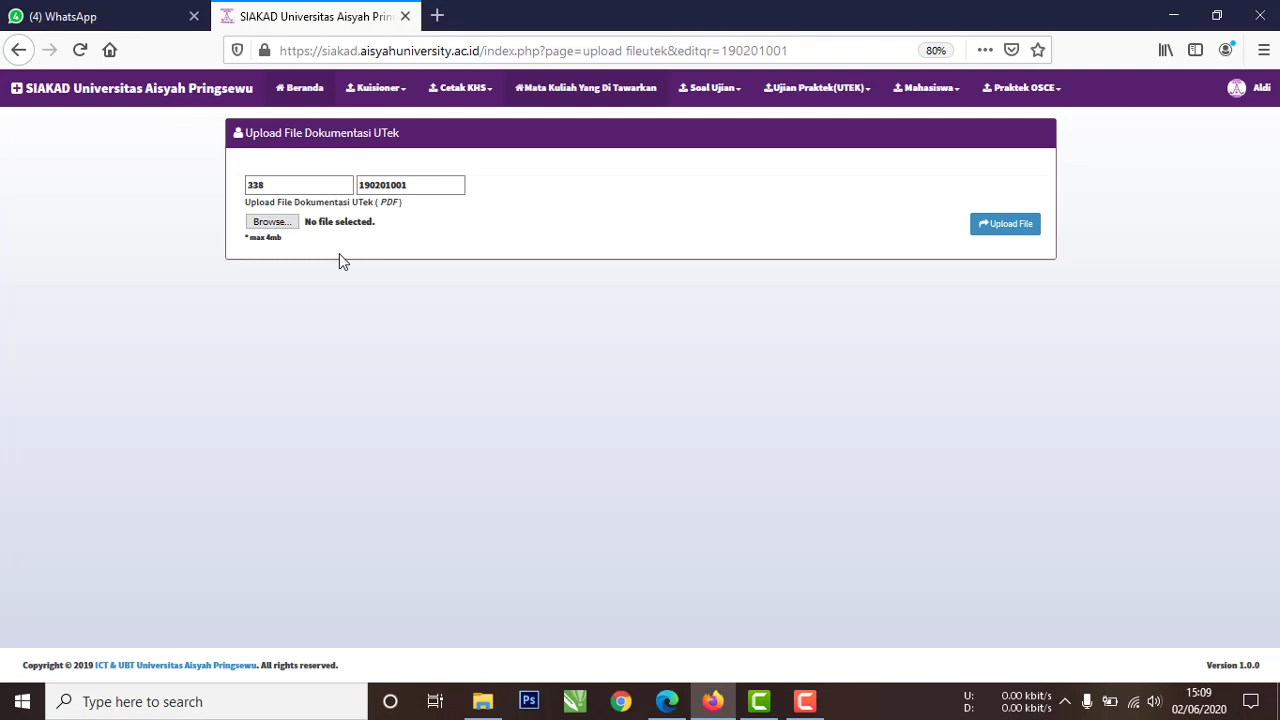 (4) WhatsApp
SIAKAD Universitas Aisyah Prin
https://siakad.aisyahuniversity.ac.id/index.php?page=upload fileutek&editqr=190201001
80%
SIAKAD Universitas Aisyah Pringsewu
Beranda
Kuisioner
Cetak KHS
Mata Kuliah Yang Di Tawarkan
Soal Ujian
Ujian Praktek(UTEK)
Mahasiswa
Praktek OSCE
Aldi
Upload File Dokumentasi UTek
338 190201001
Upload File Dokumentasi UTek ( PDF )
Browse... No file selected.
Upload File
* max 4mb
Copyright © 2019 ICT & UBT Universitas Aisyah Pringsewu. All rights reserved.
Version 1.0.0
Type here to search
Ps
U: 0.00 kbit/s
D: 0.00 kbit/s
15:09
02/06/2020